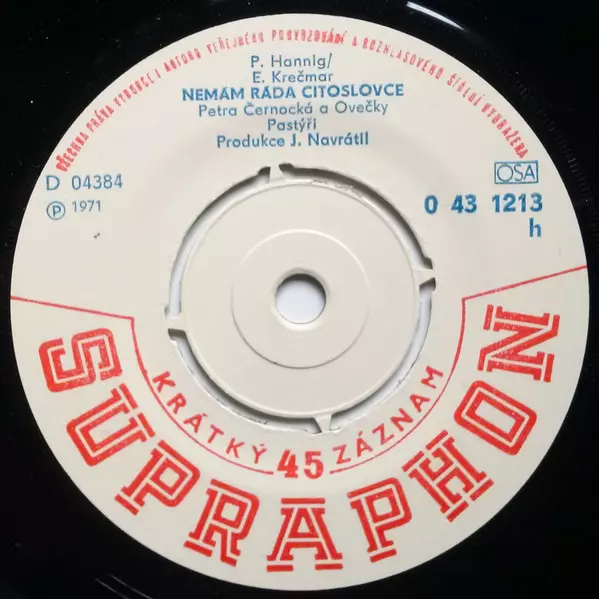 VŠECHNA PRÁVA VÝROBCE I AUTORŮ VEŘEJNÉHO PROVOZOVÁNÍ A ROZHLASOVÉHO ŠÍŘENÍ VYHRAZENA
P. Hannig/
E. Krečmar
NEMÁM RÁDA CITOSLOVCE
Petra Černocká a Ovečky
Pastýři
Produkce J. Navrátil
D 04384
Ⓟ 1971
OSA
0 43 1213
h
KRÁTKÝ 45 ZÁZNAM
SUPRAPHON